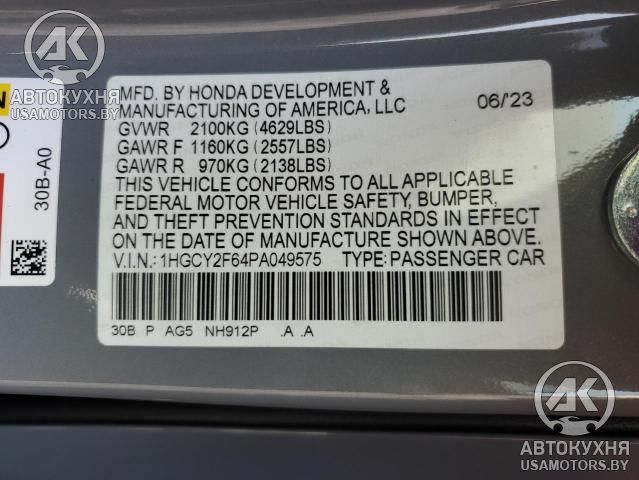 AK
АВТОКУХНЯ
USAMOTORS.BY
30B-A0
MFD. BY HONDA DEVELOPMENT &
MANUFACTURING OF AMERICA, LLC 06/'23
GVWR 2100KG (4629LBS)
GAWR F 1160KG (2557LBS)
GAWR R 970KG (2138LBS)
THIS VEHICLE CONFORMS TO ALL APPLICABLE
FEDERAL MOTOR VEHICLE SAFETY, BUMPER,
AND THEFT PREVENTION STANDARDS IN EFFECT
ON THE DATE OF MANUFACTURE SHOWN ABOVE.
V.I.N.: 1HGCY2F64PA049575 TYPE: PASSENGER CAR
30B P AG5 NH912P .A .A
AK
АВТОКУХНЯ
USAMOTORS.BY